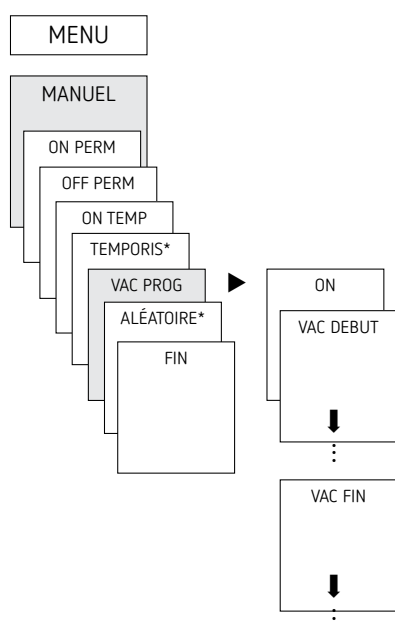 MENU
MANUEL
ON PERM
OFF PERM
ON TEMP
TEMPORIS*
VAC PROG
ALÉATOIRE*
FIN
ON
VAC DEBUT
VAC FIN